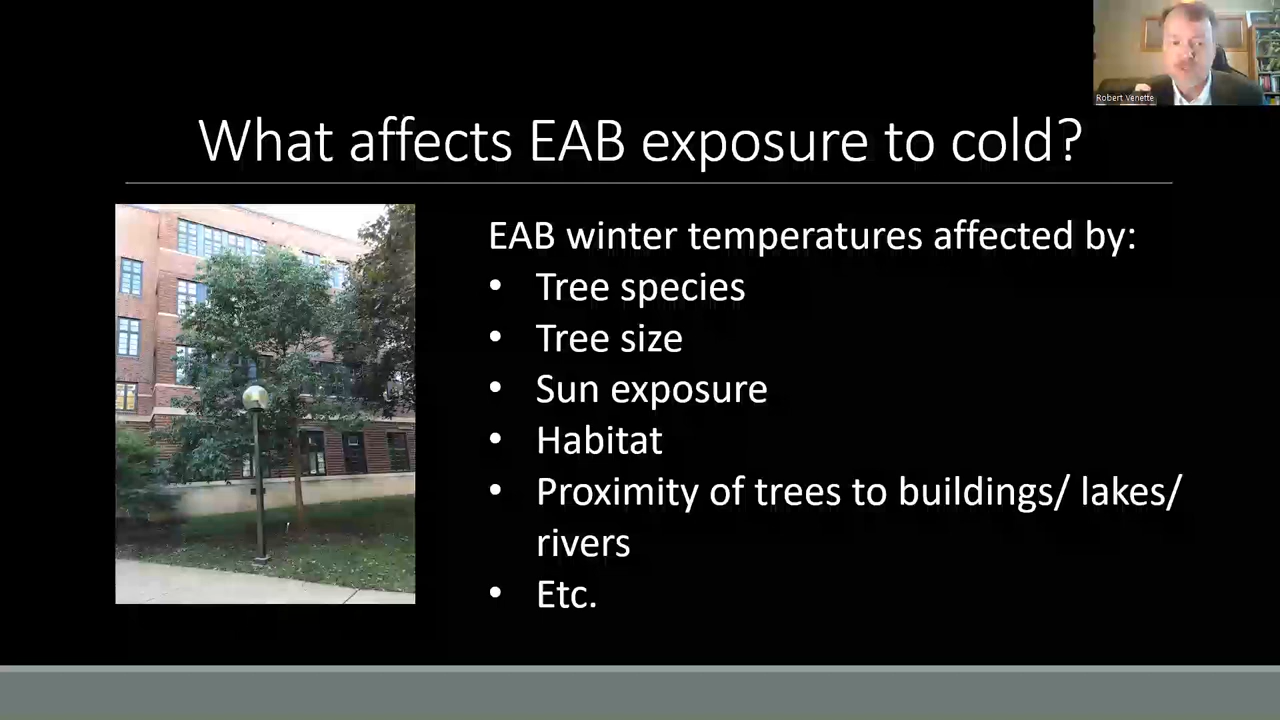 Robert Venette
What affects EAB exposure to cold?
EAB winter temperatures affected by:
• Tree species
• Tree size
• Sun exposure
• Habitat
• Proximity of trees to buildings/ lakes/
rivers
• Etc.